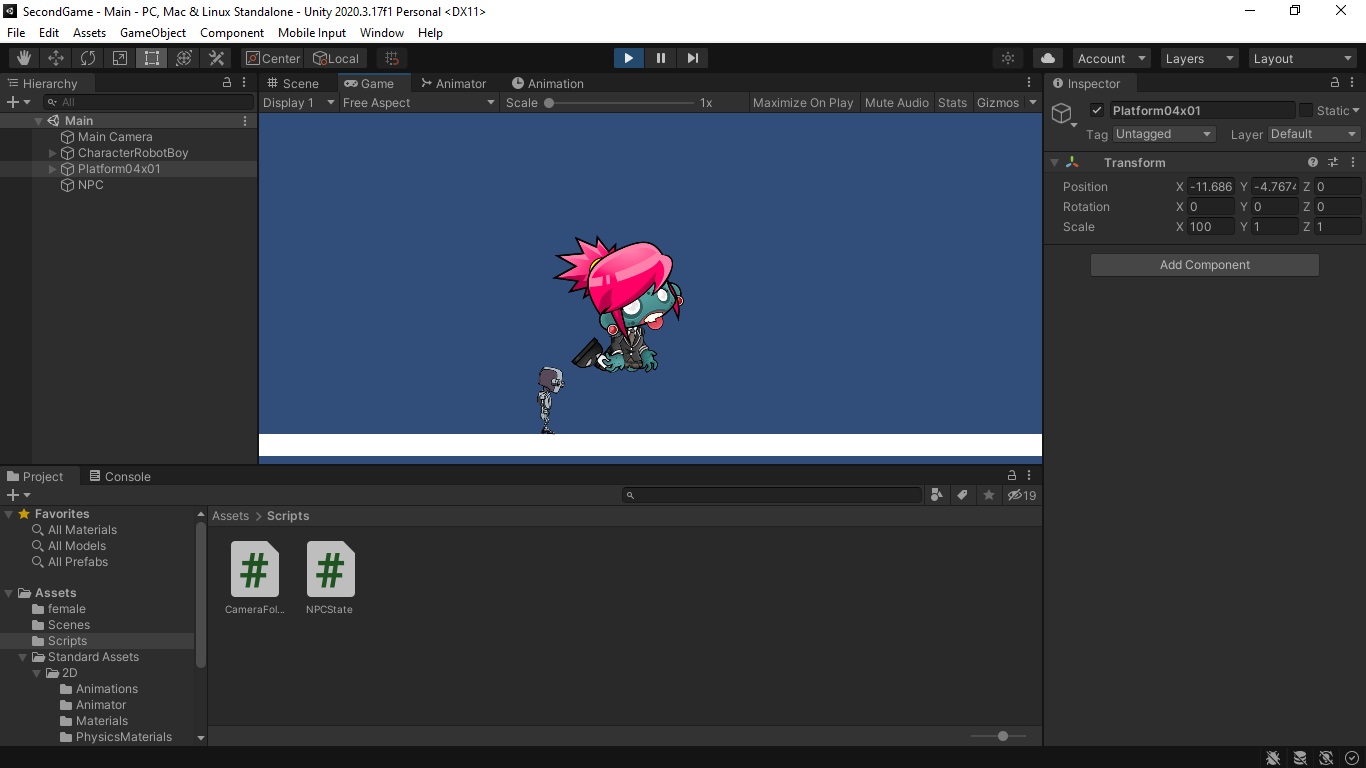 SecondGame - Main - PC, Mac & Linux Standalone - Unity 2020.3.17f1 Personal <DX11>
File Edit Assets GameObject Component Mobile Input Window Help
Center Local Account Layers Layout
Hierarchy
All
Main
Main Camera
CharacterRobotBoy
Platform04x01
NPC
Scene Game Animator Animation
Display 1 Free Aspect Scale 1x Maximize On Play Mute Audio Stats Gizmos
Inspector
Platform04x01 Static
Tag Untagged Layer Default
Transform
Position X -11.686 Y -4.7674 Z 0
Rotation X 0 Y 0 Z 0
Scale X 100 Y 1 Z 1
Add Component
Project Console
19
Favorites
All Materials
All Models
All Prefabs
Assets
female
Scenes
Scripts
Standard Assets
2D
Animations
Animator
Materials
PhysicsMaterials
Assets > Scripts
# #
CameraFol... NPCState